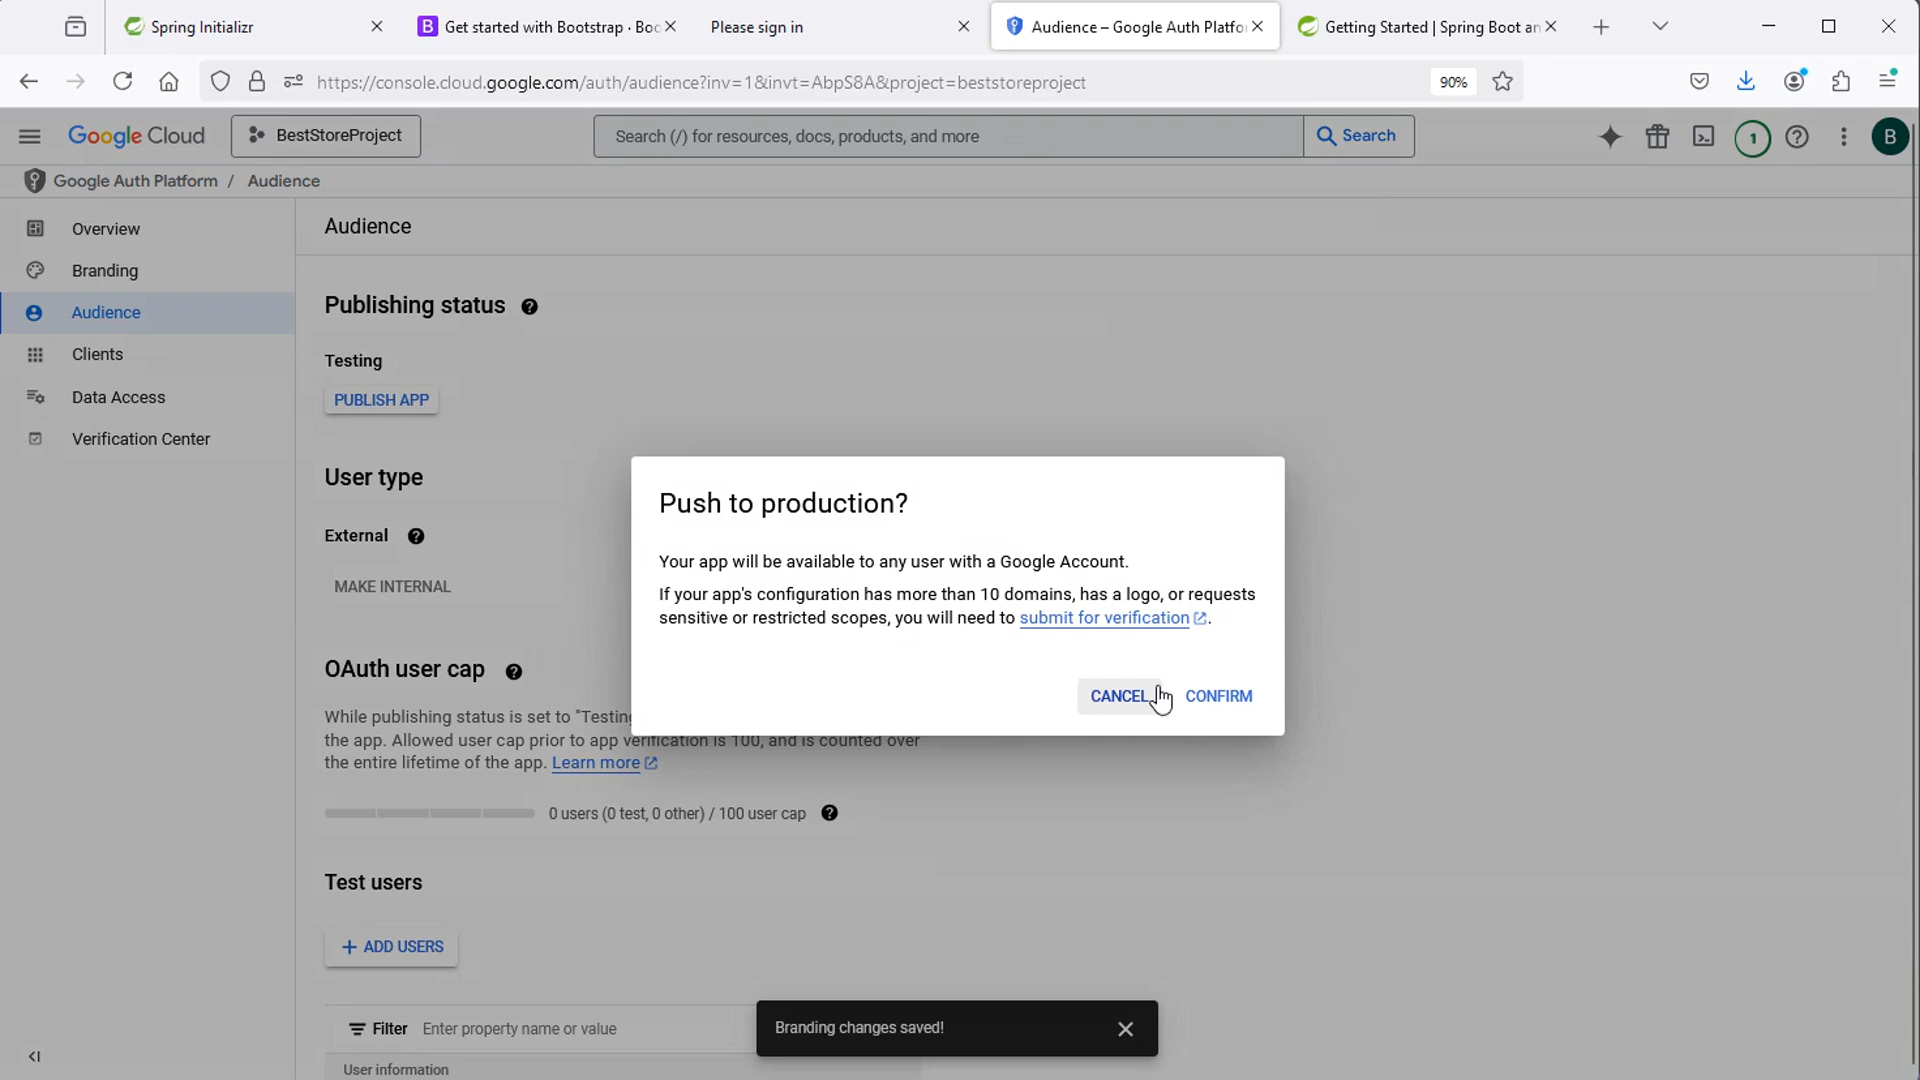 Spring Initializr
Get started with Bootstrap · Boo
Please sign in
Audience – Google Auth Platfo
Getting Started | Spring Boot an
https://console.cloud.google.com/auth/audience?inv=1&invt=AbpS8A&project=beststoreproject
90%
Google Cloud
BestStoreProject
Search (/) for resources, docs, products, and more
Search
1
B
Google Auth Platform / Audience
Overview
Branding
Audience
Clients
Data Access
Verification Center
Audience
Publishing status
Testing
PUBLISH APP
User type
External
MAKE INTERNAL
OAuth user cap
While publishing status is set to "Testing
the app. Allowed user cap prior to app verification is 100, and is counted over
the entire lifetime of the app. Learn more
0 users (0 test, 0 other) / 100 user cap
Test users
+ ADD USERS
Filter Enter property name or value
User information
Push to production?
Your app will be available to any user with a Google Account.
If your app's configuration has more than 10 domains, has a logo, or requests
sensitive or restricted scopes, you will need to submit for verification.
CANCEL
CONFIRM
Branding changes saved!